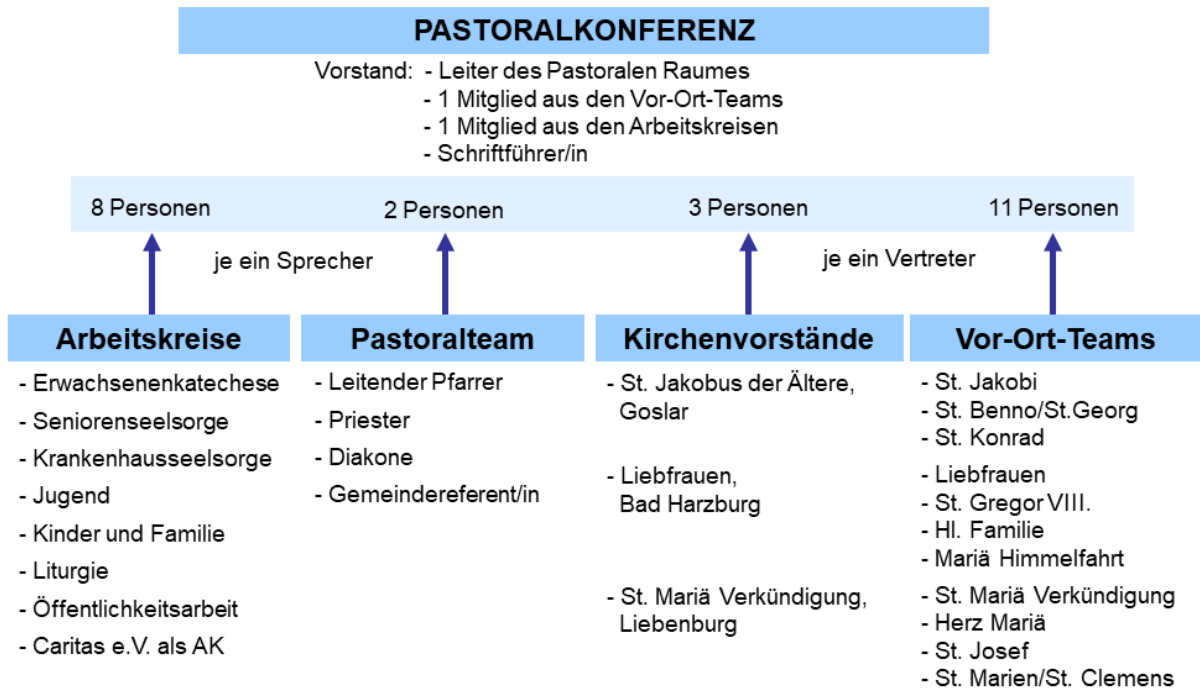 PASTORALKONFERENZ
Vorstand: - Leiter des Pastoralen Raumes
- 1 Mitglied aus den Vor-Ort-Teams
- 1 Mitglied aus den Arbeitskreisen
- Schriftführer/in
8 Personen
2 Personen
3 Personen
11 Personen
je ein Sprecher
je ein Vertreter
Arbeitskreise
- Erwachsenenkatechese
- Seniorenseelsorge
- Krankenhausseelsorge
- Jugend
- Kinder und Familie
- Liturgie
- Öffentlichkeitsarbeit
- Caritas e.V. als AK
Pastoralteam
- Leitender Pfarrer
- Priester
- Diakone
- Gemeindereferent/in
Kirchenvorstände
- St. Jakobus der Ältere,
Goslar
- Liebfrauen,
Bad Harzburg
- St. Mariä Verkündigung,
Liebenburg
Vor-Ort-Teams
- St. Jakobi
- St. Benno/St.Georg
- St. Konrad
- Liebfrauen
- St. Gregor VIII.
- Hl. Familie
- Mariä Himmelfahrt
- St. Mariä Verkündigung
- Herz Mariä
- St. Josef
- St. Marien/St. Clemens